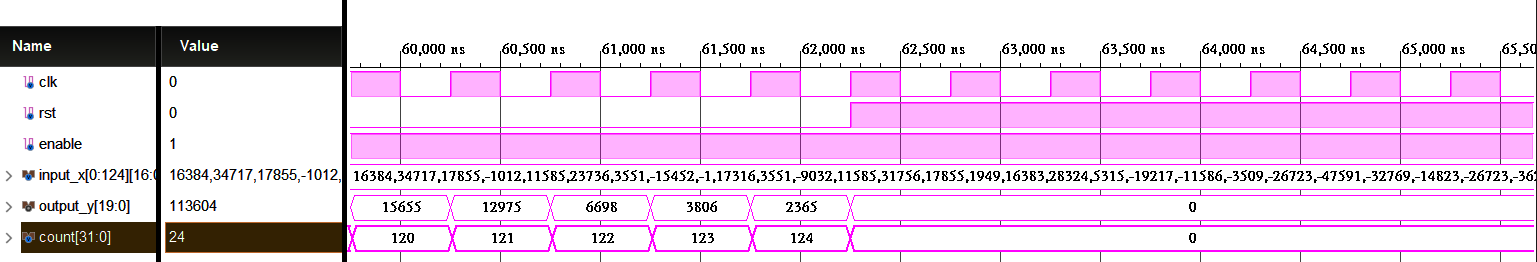 Name Value
60,000 ns 60,500 ns 61,000 ns 61,500 ns 62,000 ns 62,500 ns 63,000 ns 63,500 ns 64,000 ns 64,500 ns 65,000 ns 65,50
clk 0
rst 0
enable 1
input_x[0:124][16:0 16384,34717,17855,-1012, 16384,34717,17855,-1012,11585,23736,3551,-15452,-1,17316,3551,-9032,11585,31756,17855,1949,16383,28324,5315,-19217,-11586,-3509,-26723,-47591,-32769,-14823,-26723,-36
output_y[19:0] 113604 15655 12975 6698 3806 2365 0
count[31:0] 24 120 121 122 123 124 0